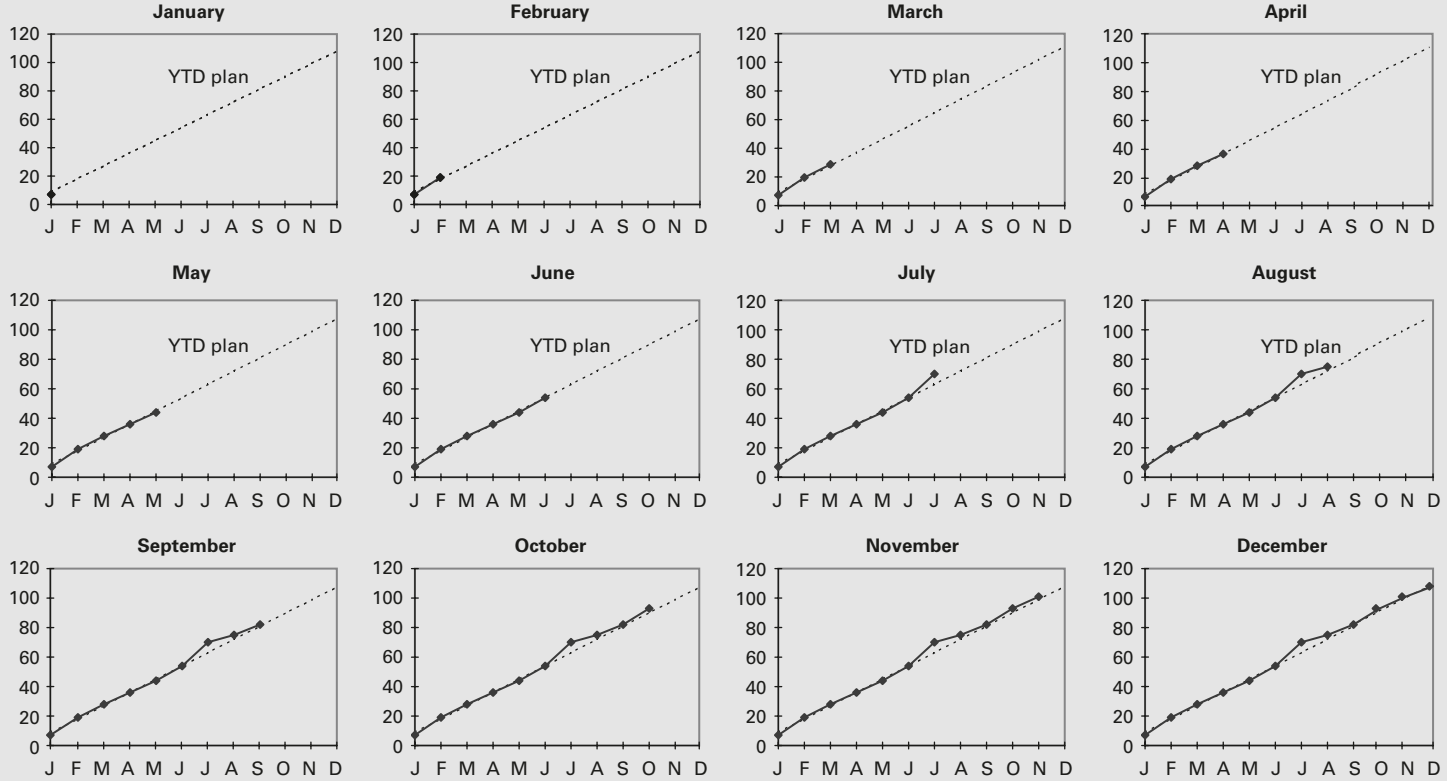 January
120
100
80
60
40
20
0
YTD plan
J F M A M J J A S O N D
February
120
100
80
60
40
20
0
YTD plan
J F M A M J J A S O N D
March
120
100
80
60
40
20
0
YTD plan
J F M A M J J A S O N D
April
120
100
80
60
40
20
0
YTD plan
J F M A M J J A S O N D
May
120
100
80
60
40
20
0
YTD plan
J F M A M J J A S O N D
June
120
100
80
60
40
20
0
YTD plan
J F M A M J J A S O N D
July
120
100
80
60
40
20
0
YTD plan
J F M A M J J A S O N D
August
120
100
80
60
40
20
0
YTD plan
J F M A M J J A S O N D
September
120
100
80
60
40
20
0
J F M A M J J A S O N D
October
120
100
80
60
40
20
0
J F M A M J J A S O N D
November
120
100
80
60
40
20
0
J F M A M J J A S O N D
December
120
100
80
60
40
20
0
J F M A M J J A S O N D